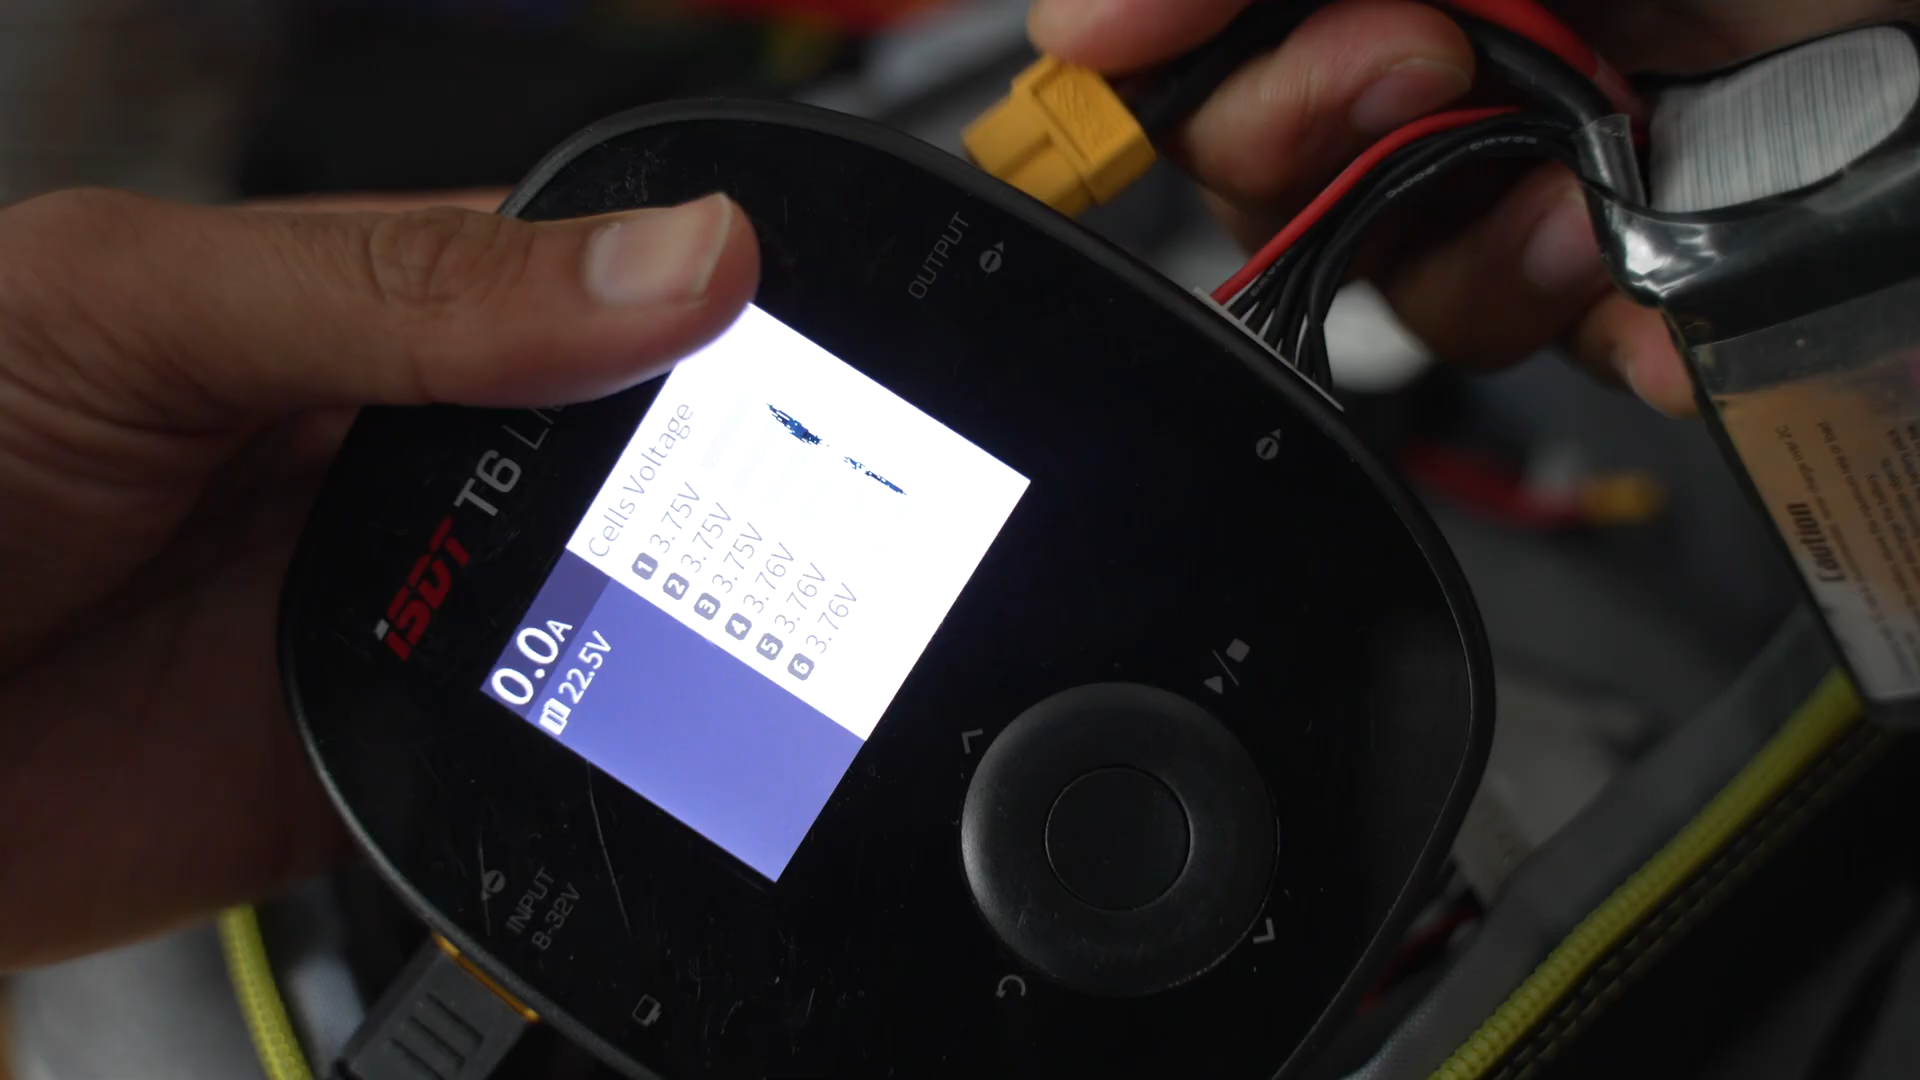 OUTPUT
iSDT T6
Cells Voltage
1 3.75V
2 3.75V
3 3.75V
4 3.76V
5 3.76V
6 3.76V
0.0A
22.5V
INPUT
8-32V
Caution